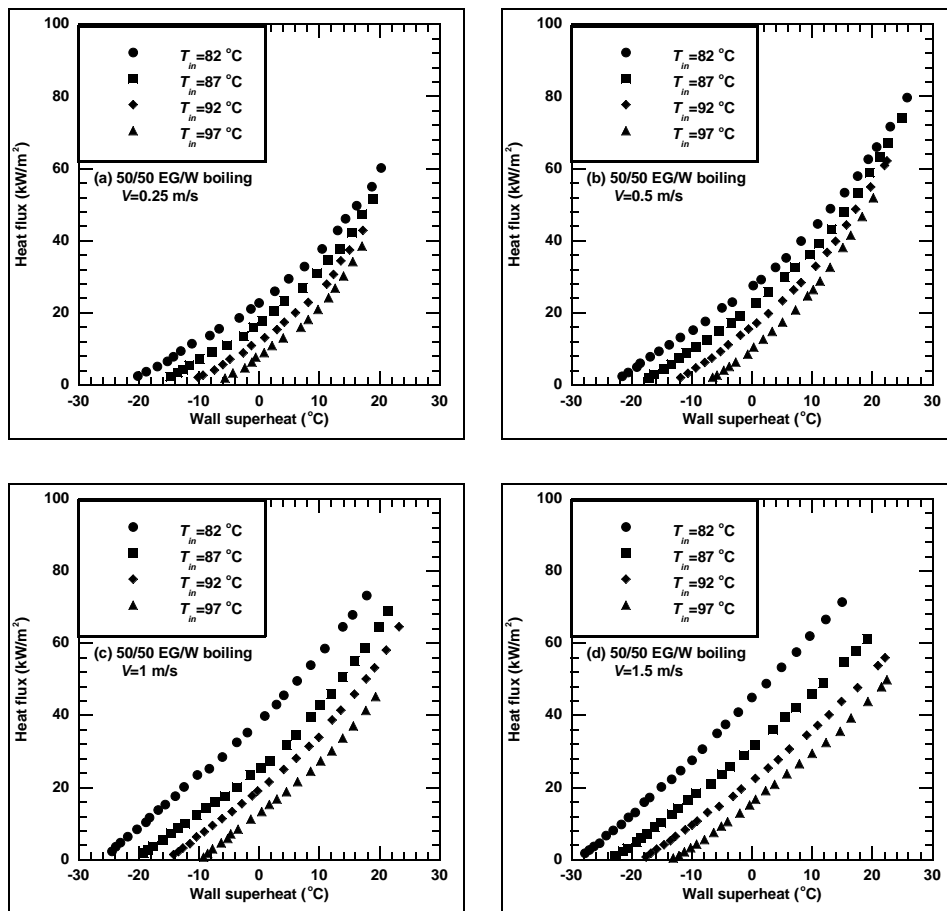 100
80
60
40
20
0
Heat flux (kW/m²)
T_in=82 °C
T_in=87 °C
T_in=92 °C
T_in=97 °C
(a) 50/50 EG/W boiling
V=0.25 m/s
-30 -20 -10 0 10 20 30
Wall superheat (°C)
100
80
60
40
20
0
Heat flux (kW/m²)
T_in=82 °C
T_in=87 °C
T_in=92 °C
T_in=97 °C
(b) 50/50 EG/W boiling
V=0.5 m/s
-30 -20 -10 0 10 20 30
Wall superheat (°C)
100
80
60
40
20
0
Heat flux (kW/m²)
T_in=82 °C
T_in=87 °C
T_in=92 °C
T_in=97 °C
(c) 50/50 EG/W boiling
V=1 m/s
-30 -20 -10 0 10 20 30
Wall superheat (°C)
100
80
60
40
20
0
Heat flux (kW/m²)
T_in=82 °C
T_in=87 °C
T_in=92 °C
T_in=97 °C
(d) 50/50 EG/W boiling
V=1.5 m/s
-30 -20 -10 0 10 20 30
Wall superheat (°C)